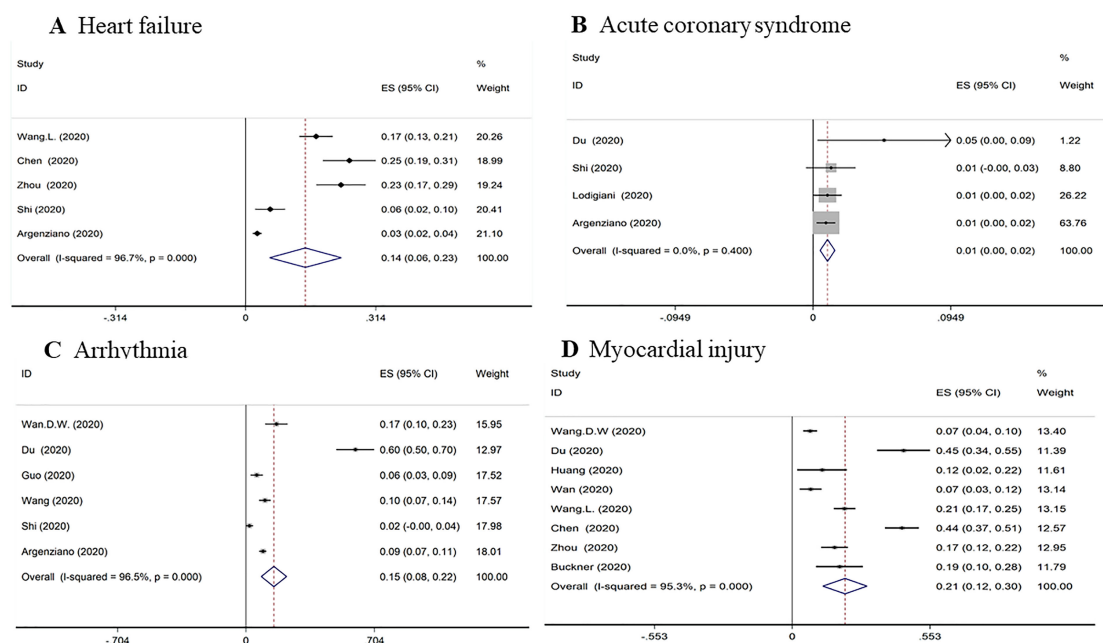 A Heart failure
Study %
ID ES (95% CI) Weight
Wang.L. (2020) 0.17 (0.13, 0.21) 20.26
Chen (2020) 0.25 (0.19, 0.31) 18.99
Zhou (2020) 0.23 (0.17, 0.29) 19.24
Shi (2020) 0.06 (0.02, 0.10) 20.41
Argenziano (2020) 0.03 (0.02, 0.04) 21.10
Overall (I-squared = 96.7%, p = 0.000) 0.14 (0.06, 0.23) 100.00
-.314 0 .314
B Acute coronary syndrome
Study %
ID ES (95% CI) Weight
Du (2020) 0.05 (0.00, 0.09) 1.22
Shi (2020) 0.01 (-0.00, 0.03) 8.80
Lodigiani (2020) 0.01 (0.00, 0.02) 26.22
Argenziano (2020) 0.01 (0.00, 0.02) 63.76
Overall (I-squared = 0.0%, p = 0.400) 0.01 (0.00, 0.02) 100.00
-.0949 0 .0949
C Arrhythmia
ID ES (95% CI) Weight
Wan.D.W. (2020) 0.17 (0.10, 0.23) 15.95
Du (2020) 0.60 (0.50, 0.70) 12.97
Guo (2020) 0.06 (0.03, 0.09) 17.52
Wang (2020) 0.10 (0.07, 0.14) 17.57
Shi (2020) 0.02 (-0.00, 0.04) 17.98
Argenziano (2020) 0.09 (0.07, 0.11) 18.01
Overall (I-squared = 96.5%, p = 0.000) 0.15 (0.08, 0.22) 100.00
-.704 0 .704
D Myocardial injury
Study %
ID ES (95% CI) Weight
Wang.D.W (2020) 0.07 (0.04, 0.10) 13.40
Du (2020) 0.45 (0.34, 0.55) 11.39
Huang (2020) 0.12 (0.02, 0.22) 11.61
Wan (2020) 0.07 (0.03, 0.12) 13.14
Wang.L. (2020) 0.21 (0.17, 0.25) 13.15
Chen (2020) 0.44 (0.37, 0.51) 12.57
Zhou (2020) 0.17 (0.12, 0.22) 12.95
Buckner (2020) 0.19 (0.10, 0.28) 11.79
Overall (I-squared = 95.3%, p = 0.000) 0.21 (0.12, 0.30) 100.00
-.553 0 .553